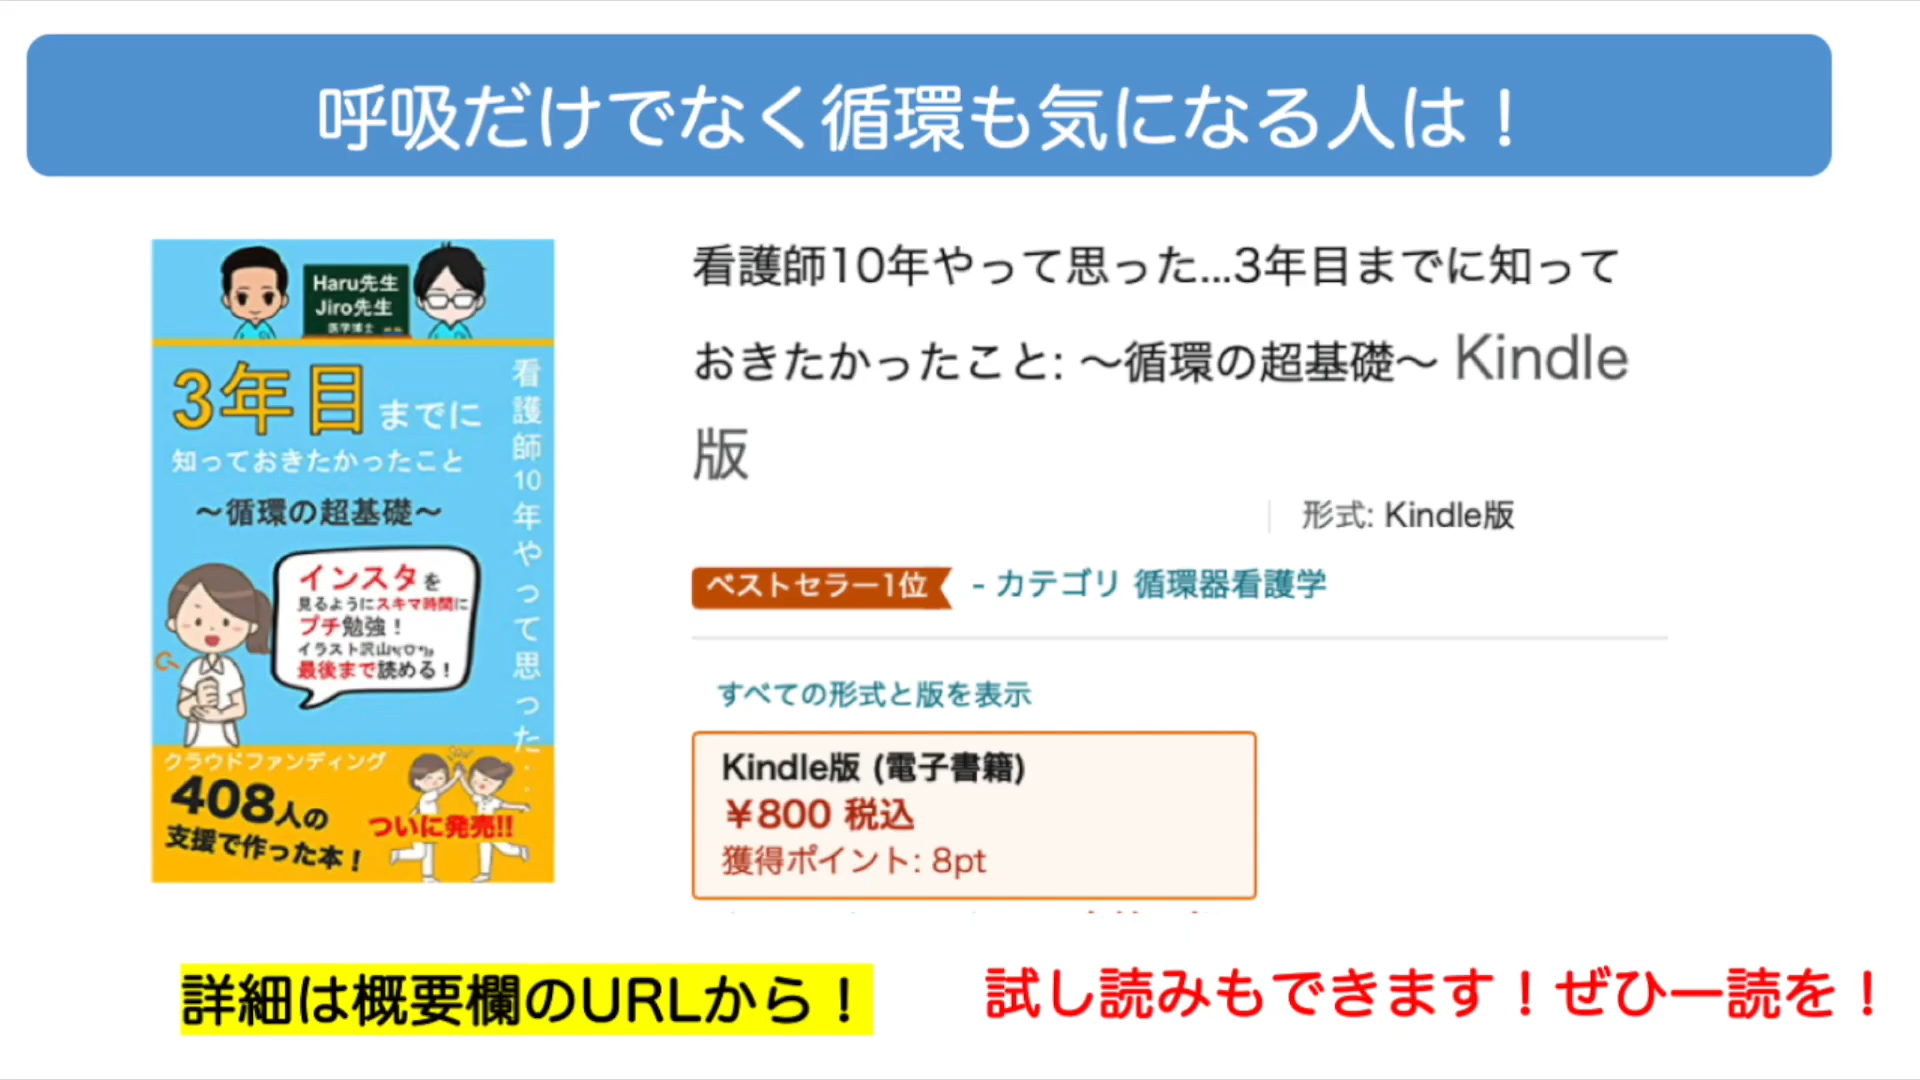 呼吸だけでなく循環も気になる人は！
Haru先生
Jiro先生
医学博士
3年目までに
知っておきたかったこと
～循環の超基礎～
看護師10年やって思った...
インスタを
見るようにスキマ時間に
プチ勉強！
イラスト沢山
最後まで読める！
クラウドファンディング
408人の
支援で作った本！
ついに発売!!
看護師10年やって思った...3年目までに知って
おきたかったこと: ～循環の超基礎～ Kindle
版
形式: Kindle版
ベストセラー1位 - カテゴリ 循環器看護学
すべての形式と版を表示
Kindle版 (電子書籍)
￥800 税込
獲得ポイント: 8pt
詳細は概要欄のURLから！
試し読みもできます！ぜひ一読を！